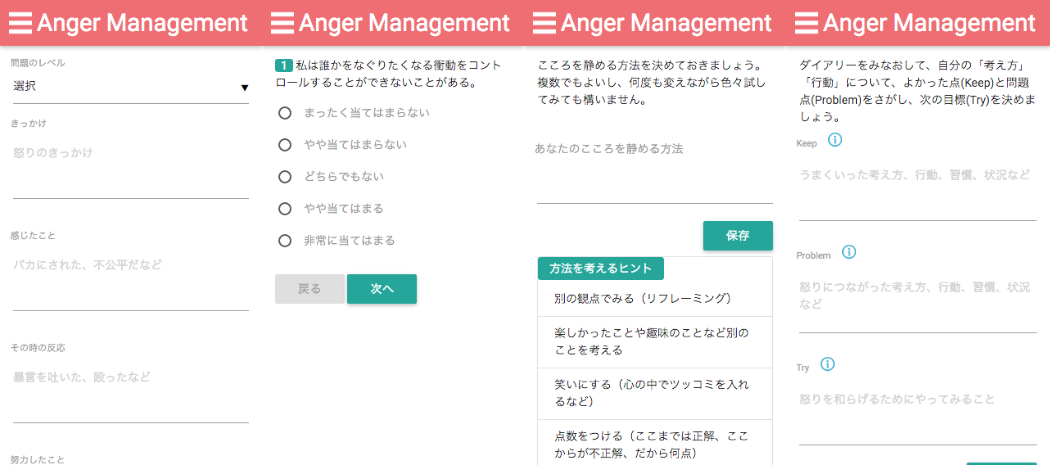 Anger Management
問題のレベル
選択
きっかけ
怒りのきっかけ
感じたこと
バカにされた、不公平だなど
その時の反応
暴言を吐いた、殴ったなど
努力したこと
Anger Management
1 私は誰かをなぐりたくなる衝動をコント
ロールすることができないことがある。
まったく当てはまらない
やや当てはまらない
どちらでもない
やや当てはまる
非常に当てはまる
戻る
次へ
Anger Management
こころを静める方法を決めておきましょう。
複数でもよいし、何度も変えながら色々試し
てみても構いません。
あなたのこころを静める方法
保存
方法を考えるヒント
別の観点でみる（リフレーミング）
楽しかったことや趣味のことなど別の
ことを考える
笑いにする（心の中でツッコミを入れ
るなど）
点数をつける（ここまでは正解、ここ
からが不正解、だから何点）
Anger Management
ダイアリーをみなおして、自分の「考え方」
「行動」について、よかった点(Keep)と問題
点(Problem)をさがし、次の目標(Try)を決めま
しょう。
Keep
うまくいった考え方、行動、習慣、状況など
Problem
怒りにつながった考え方、行動、習慣、状況
など
Try
怒りを和らげるためにやってみること